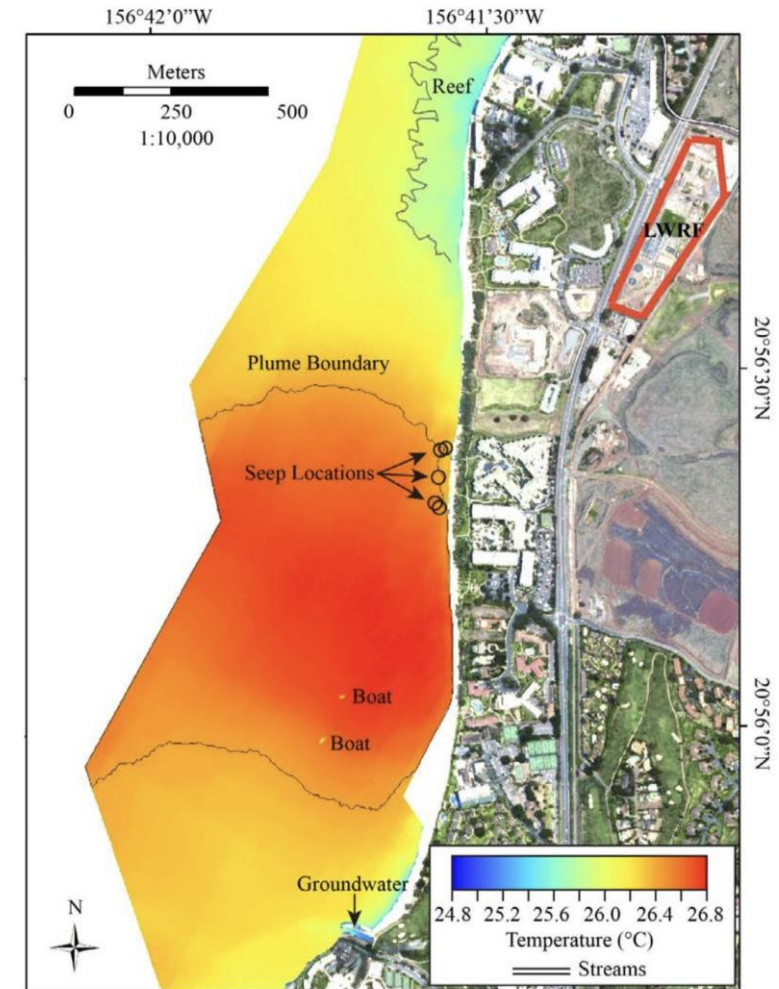 156°42’0”W
156°41’30”W
Meters
0
250
500
1:10,000
Reef
LWRF
20°56’30”N
Plume Boundary
Seep Locations
Boat
Boat
20°56’0”N
Groundwater
N
24.8 25.2 25.6 26.0 26.4 26.8
Temperature (°C)
Streams